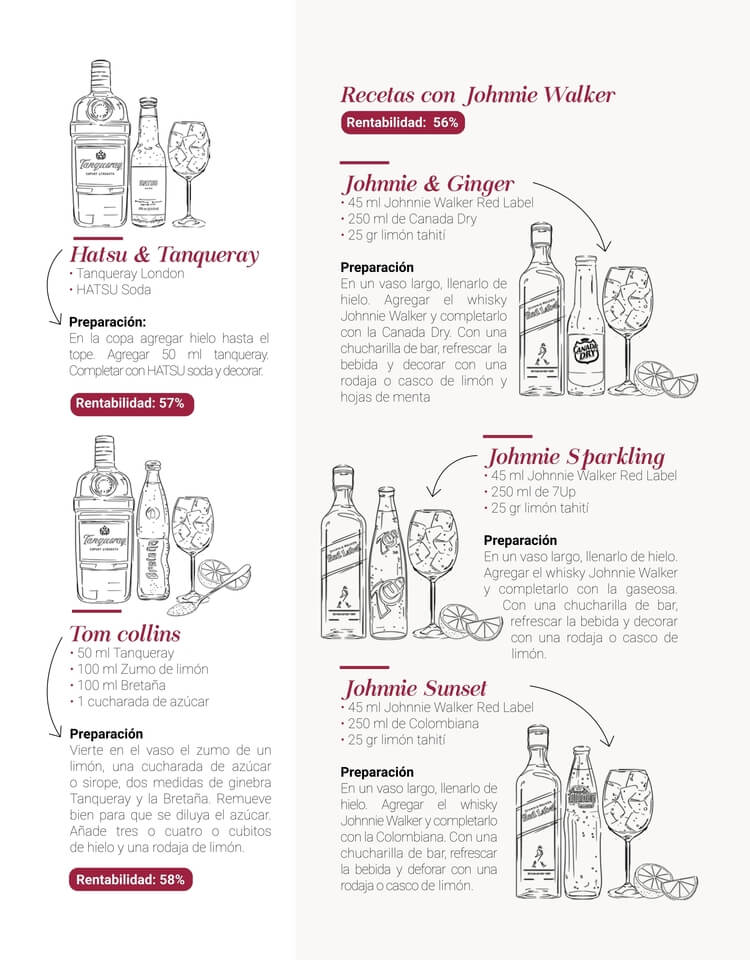 Tanqueray
EXPORT STRENGTH
HATSU
Hatsu & Tanqueray
• Tanqueray London
• HATSU Soda
Preparación:
En la copa agregar hielo hasta el
tope. Agregar 50 ml tanqueray.
Completar con HATSU soda y decorar.
Rentabilidad: 57%
Tanqueray
EXPORT STRENGTH
Bretaña
Tom collins
• 50 ml Tanqueray
• 100 ml Zumo de limón
• 100 ml Bretaña
• 1 cucharada de azúcar
Preparación
Vierte en el vaso el zumo de un
limón, una cucharada de azúcar
o sirope, dos medidas de ginebra
Tanqueray y la Bretaña. Remueve
bien para que se diluya el azúcar.
Añade tres o cuatro o cubitos
de hielo y una rodaja de limón.
Rentabilidad: 58%
Recetas con Johnnie Walker
Rentabilidad: 56%
Johnnie & Ginger
• 45 ml Johnnie Walker Red Label
• 250 ml de Canada Dry
• 25 gr limón tahití
Preparación
En un vaso largo, llenarlo de
hielo. Agregar el whisky
Johnnie Walker y completarlo
con la Canada Dry. Con una
chucharilla de bar, refrescar la
bebida y decorar con una
rodaja o casco de limón y
hojas de menta
Red Label
CANADA
DRY
Johnnie Sparkling
• 45 ml Johnnie Walker Red Label
• 250 ml de 7Up
• 25 gr limón tahití
Preparación
En un vaso largo, llenarlo de hielo.
Agregar el whisky Johnnie Walker
y completarlo con la gaseosa.
Con una chucharilla de bar,
refrescar la bebida y decorar
con una rodaja o casco de
limón.
Red Label
7up
7up
Johnnie Sunset
• 45 ml Johnnie Walker Red Label
• 250 ml de Colombiana
• 25 gr limón tahití
Preparación
En un vaso largo, llenarlo de
hielo. Agregar el whisky
Johnnie Walker y completarlo
con la Colombiana. Con una
chucharilla de bar, refrescar
la bebida y deforar con una
rodaja o casco de limón.
Red Label